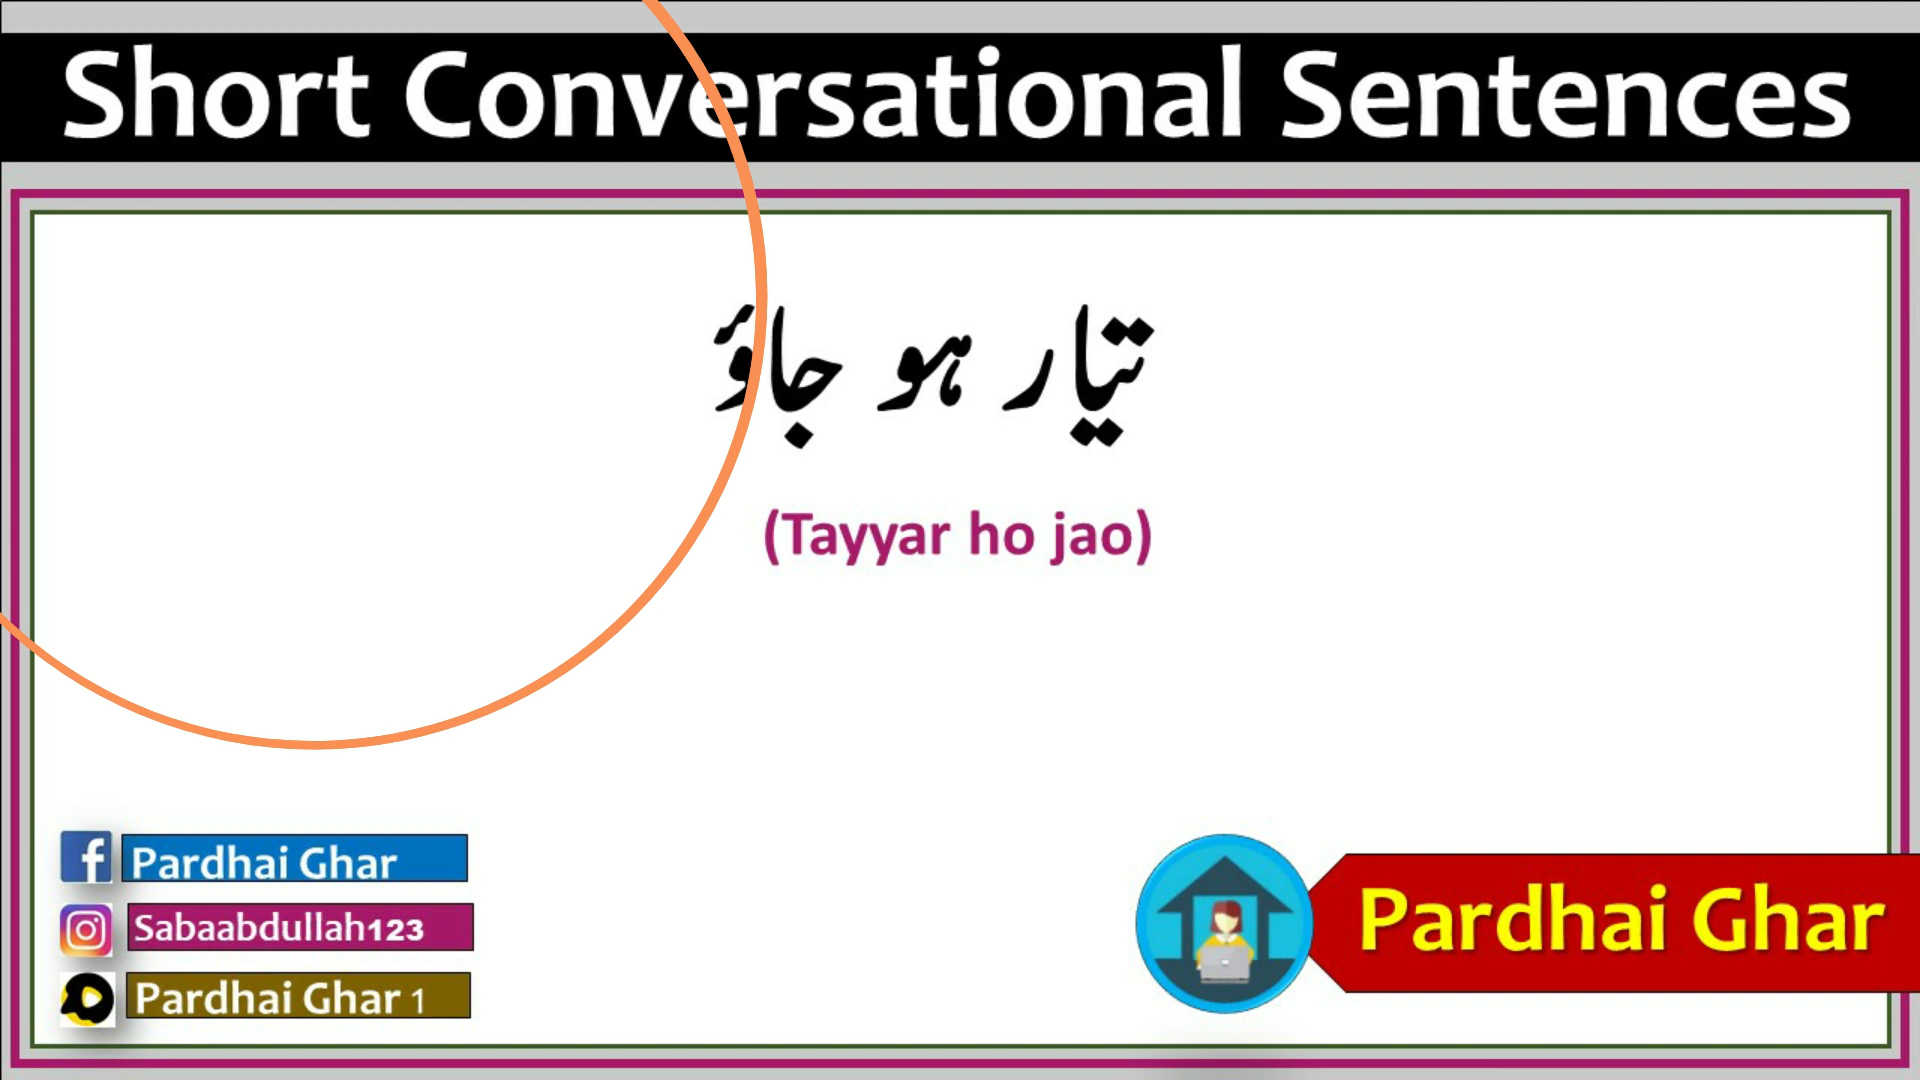 Short Conversational Sentences
تیار ہو جاؤ
(Tayyar ho jao)
Pardhai Ghar
Sabaabdullah123
Pardhai Ghar 1
Pardhai Ghar